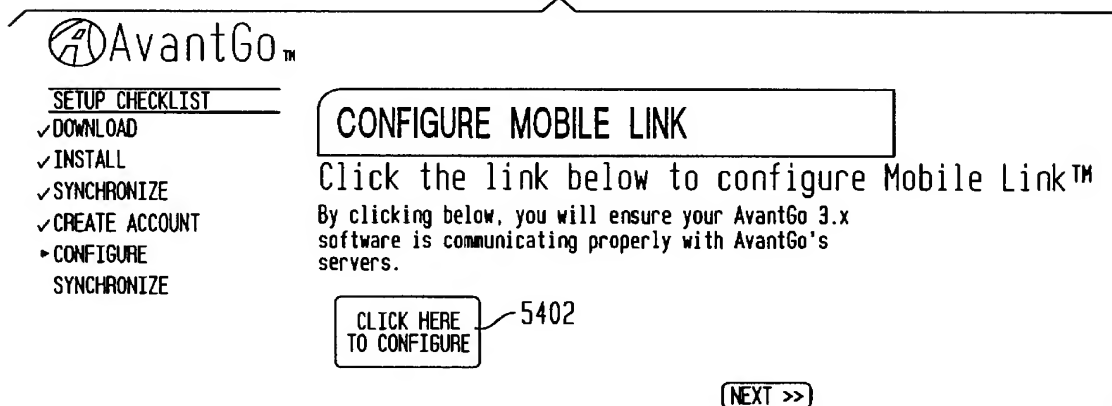 AvantGo™
SETUP CHECKLIST
✓DOWNLOAD
✓INSTALL
✓SYNCHRONIZE
✓CREATE ACCOUNT
▸CONFIGURE
SYNCHRONIZE
CONFIGURE MOBILE LINK
Click the link below to configure Mobile Link™
By clicking below, you will ensure your AvantGo 3.x
software is communicating properly with AvantGo's
servers.
CLICK HERE
TO CONFIGURE
5402
NEXT >>